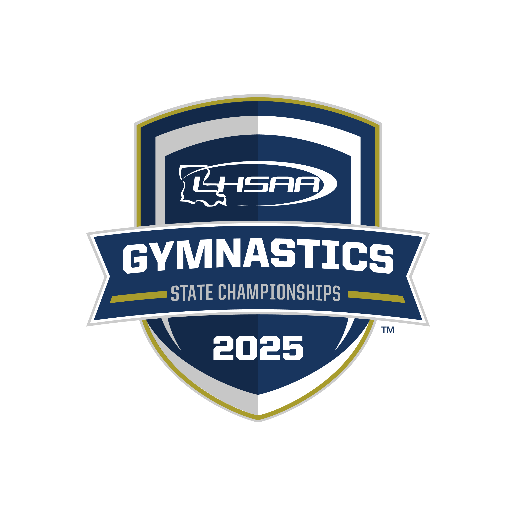 LHSAA
GYMNASTICS
STATE CHAMPIONSHIPS
2025
TM